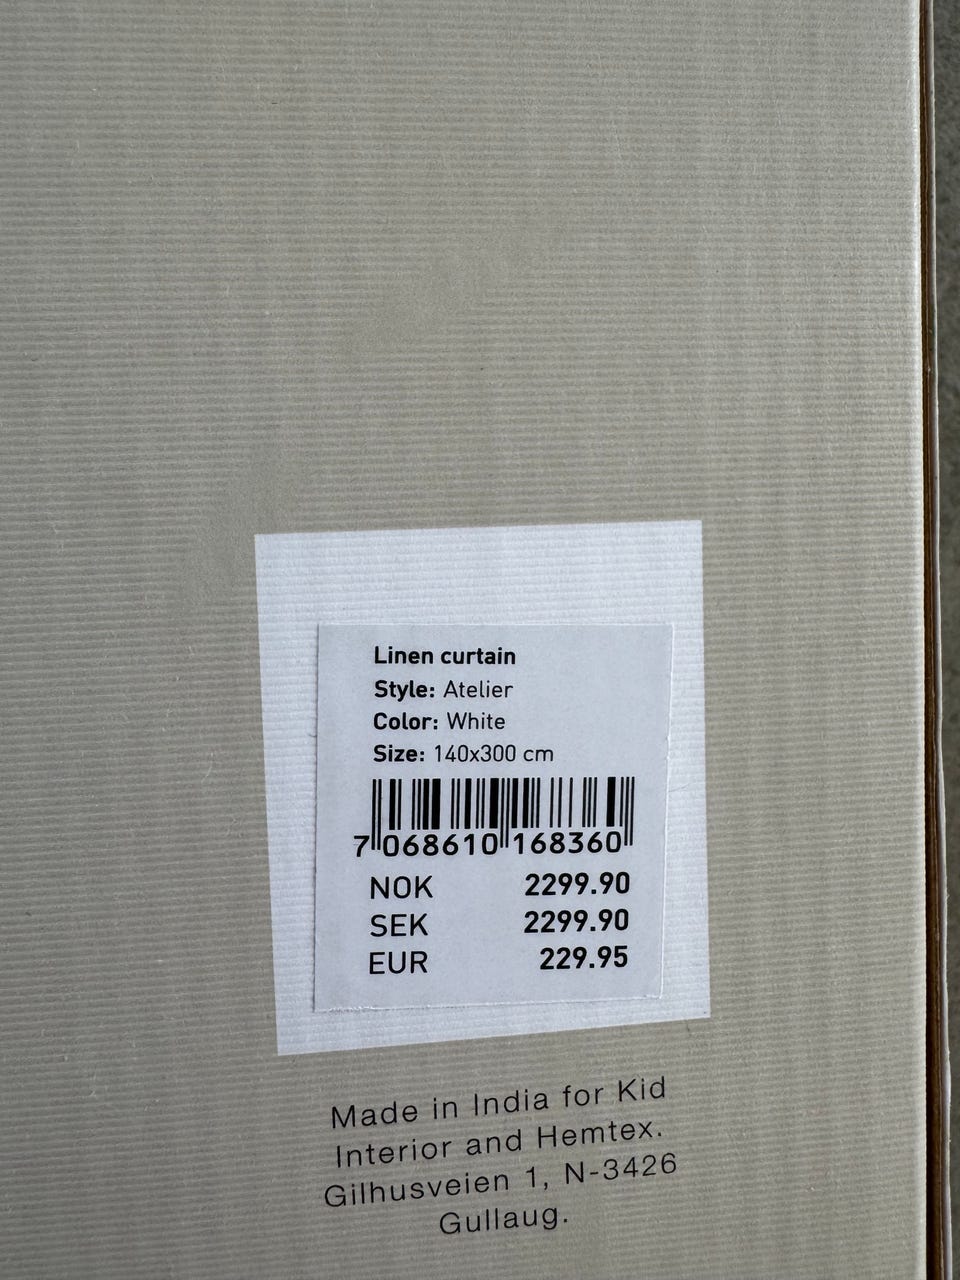 Linen curtain
Style: Atelier
Color: White
Size: 140x300 cm
7 068610 168360
NOK 2299.90
SEK 2299.90
EUR 229.95
Made in India for Kid
Interior and Hemtex.
Gilhusveien 1, N-3426
Gullaug.